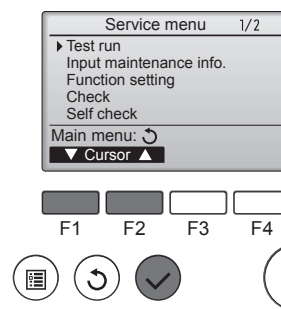 Service menu 1/2
Test run
Input maintenance info.
Function setting
Check
Self check
Main menu:
▼ Cursor ▲
F1 F2 F3 F4